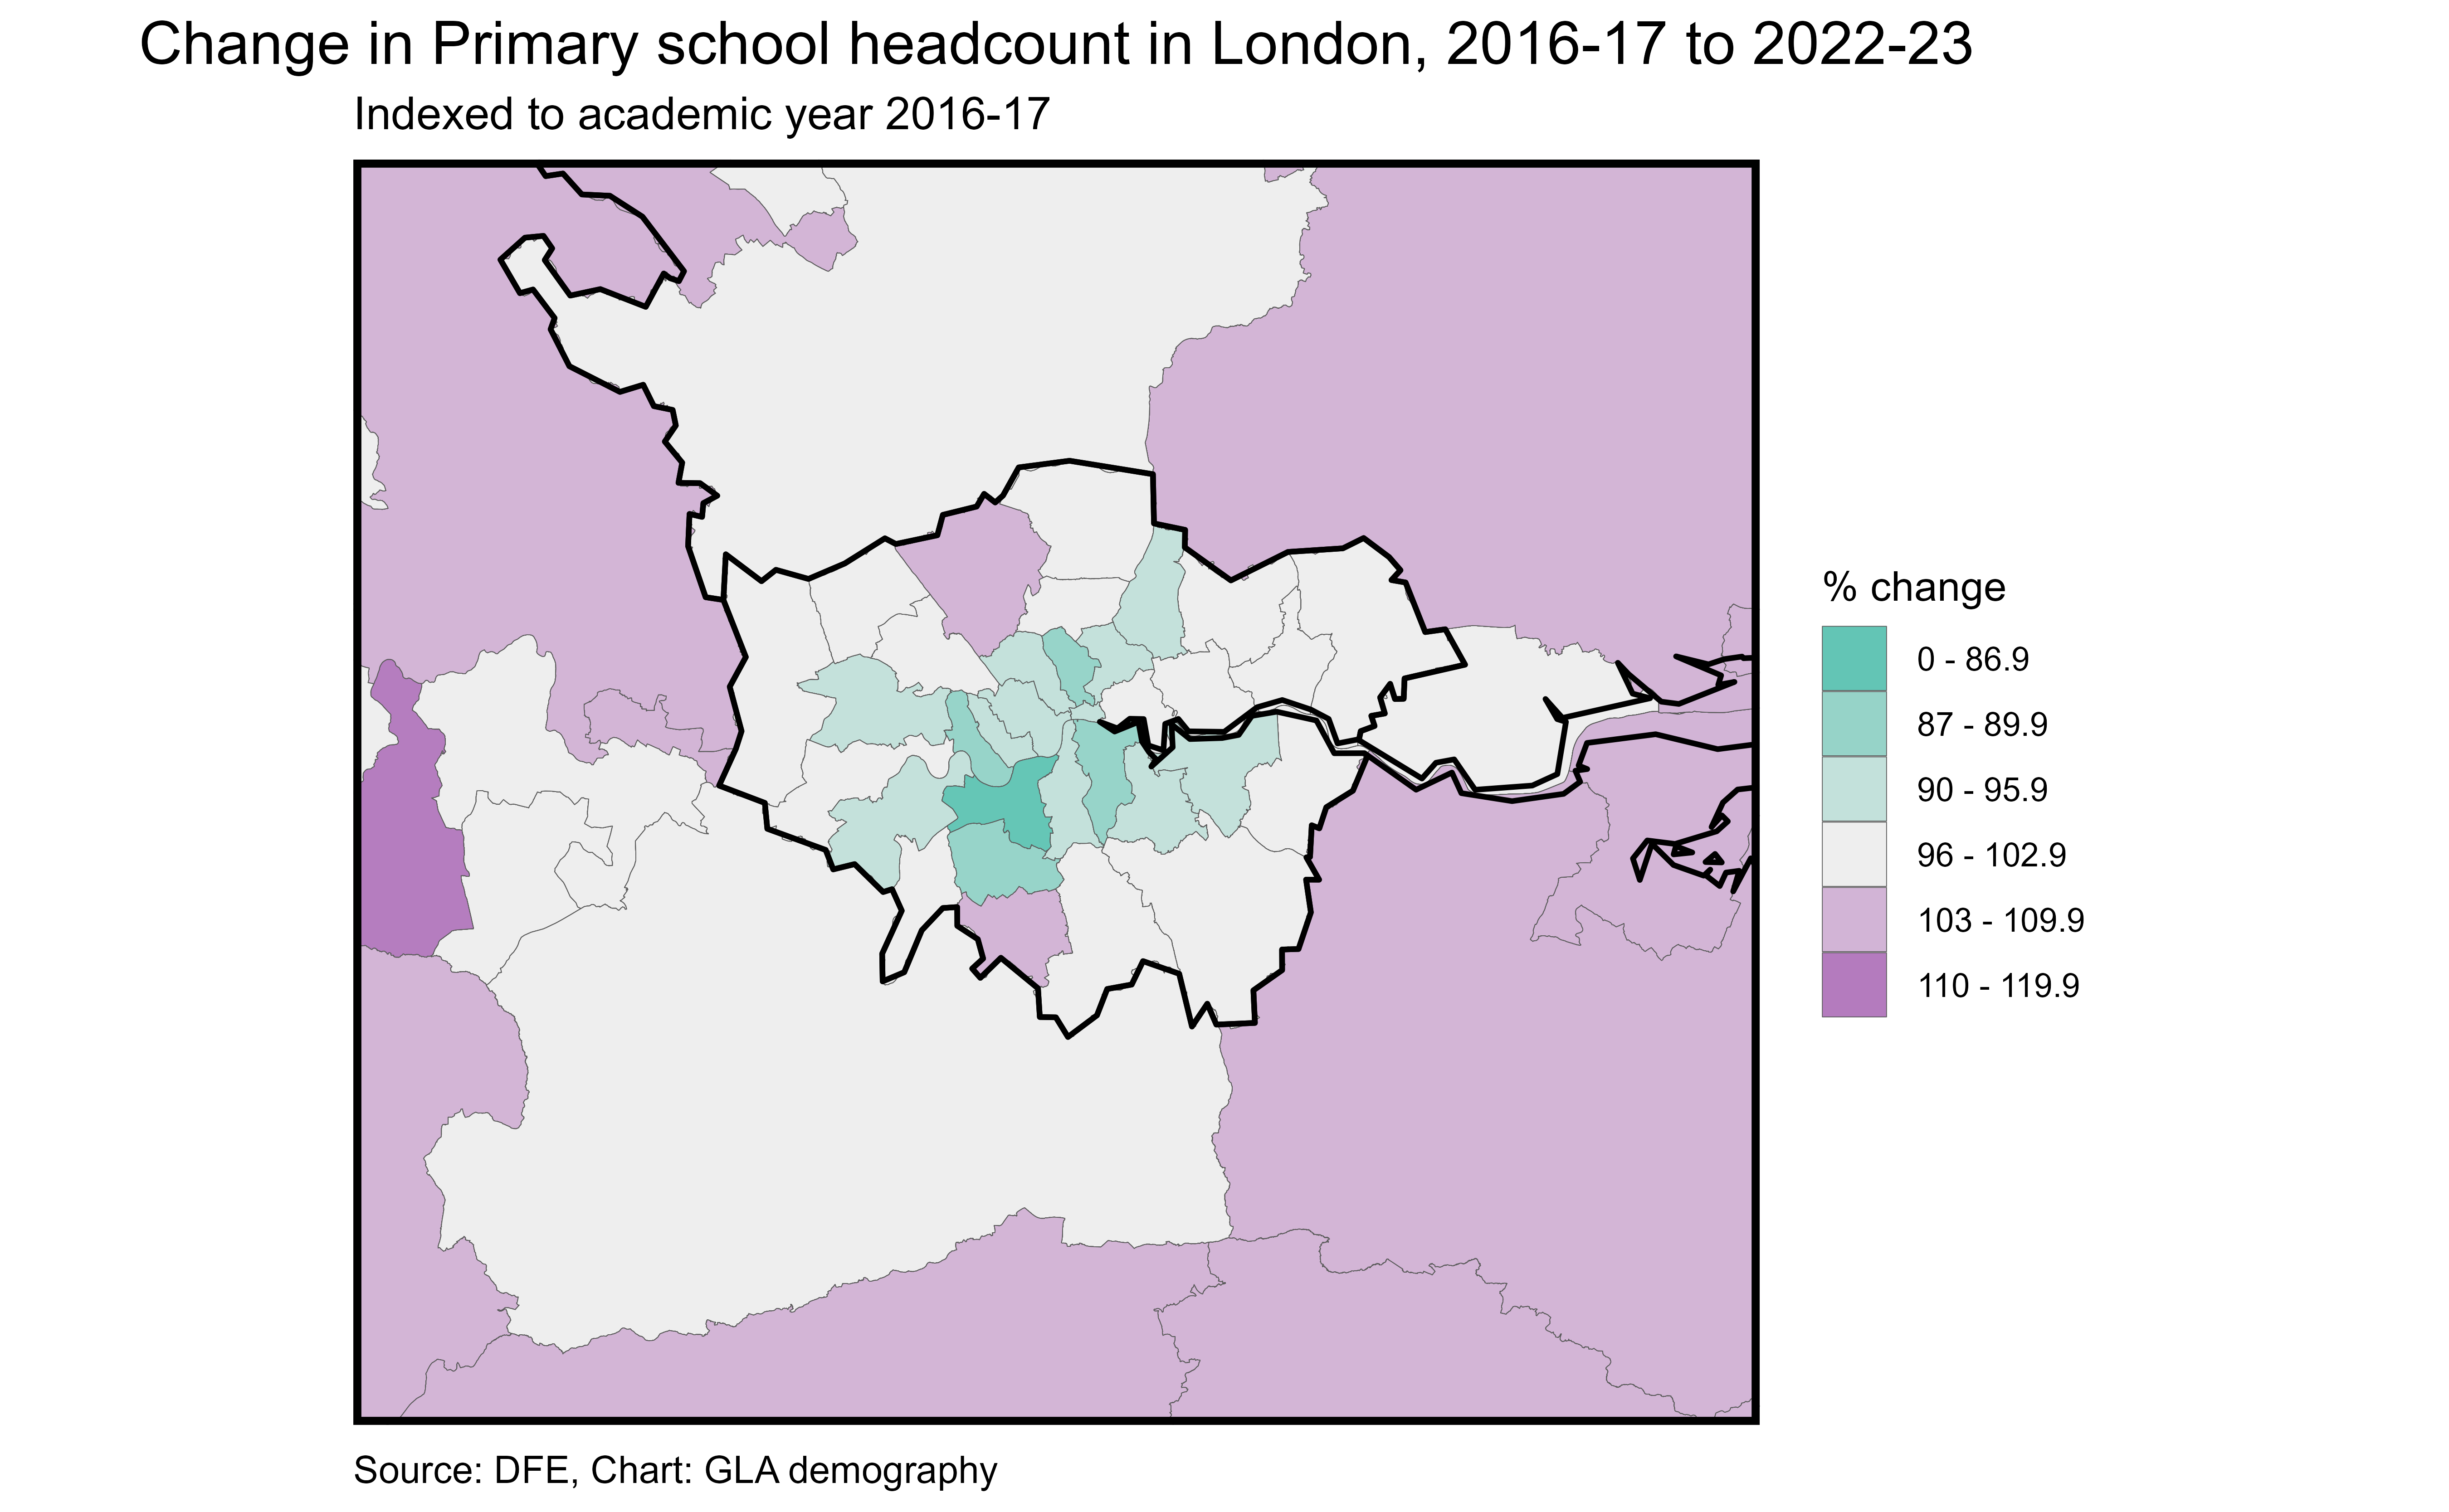 Change in Primary school headcount in London, 2016-17 to 2022-23
Indexed to academic year 2016-17
% change
0 - 86.9
87 - 89.9
90 - 95.9
96 - 102.9
103 - 109.9
110 - 119.9
Source: DFE, Chart: GLA demography